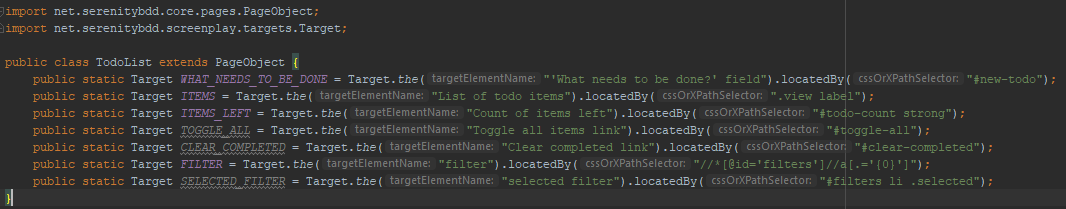 import net.serenitybdd.core.pages.PageObject;
import net.serenitybdd.screenplay.targets.Target;
public class TodoList extends PageObject {
public static Target WHAT_NEEDS_TO_BE_DONE = Target.the( targetElementName: "'What needs to be done?' field").locatedBy( cssOrXPathSelector: "#new-todo");
public static Target ITEMS = Target.the( targetElementName: "List of todo items").locatedBy( cssOrXPathSelector: ".view label");
public static Target ITEMS_LEFT = Target.the( targetElementName: "Count of items left").locatedBy( cssOrXPathSelector: "#todo-count strong");
public static Target TOGGLE_ALL = Target.the( targetElementName: "Toggle all items link").locatedBy( cssOrXPathSelector: "#toggle-all");
public static Target CLEAR_COMPLETED = Target.the( targetElementName: "Clear completed link").locatedBy( cssOrXPathSelector: "#clear-completed");
public static Target FILTER = Target.the( targetElementName: "filter").locatedBy( cssOrXPathSelector: "//*[@id='filters']//a[.='{0}']");
public static Target SELECTED_FILTER = Target.the( targetElementName: "selected filter").locatedBy( cssOrXPathSelector: "#filters li .selected");
}